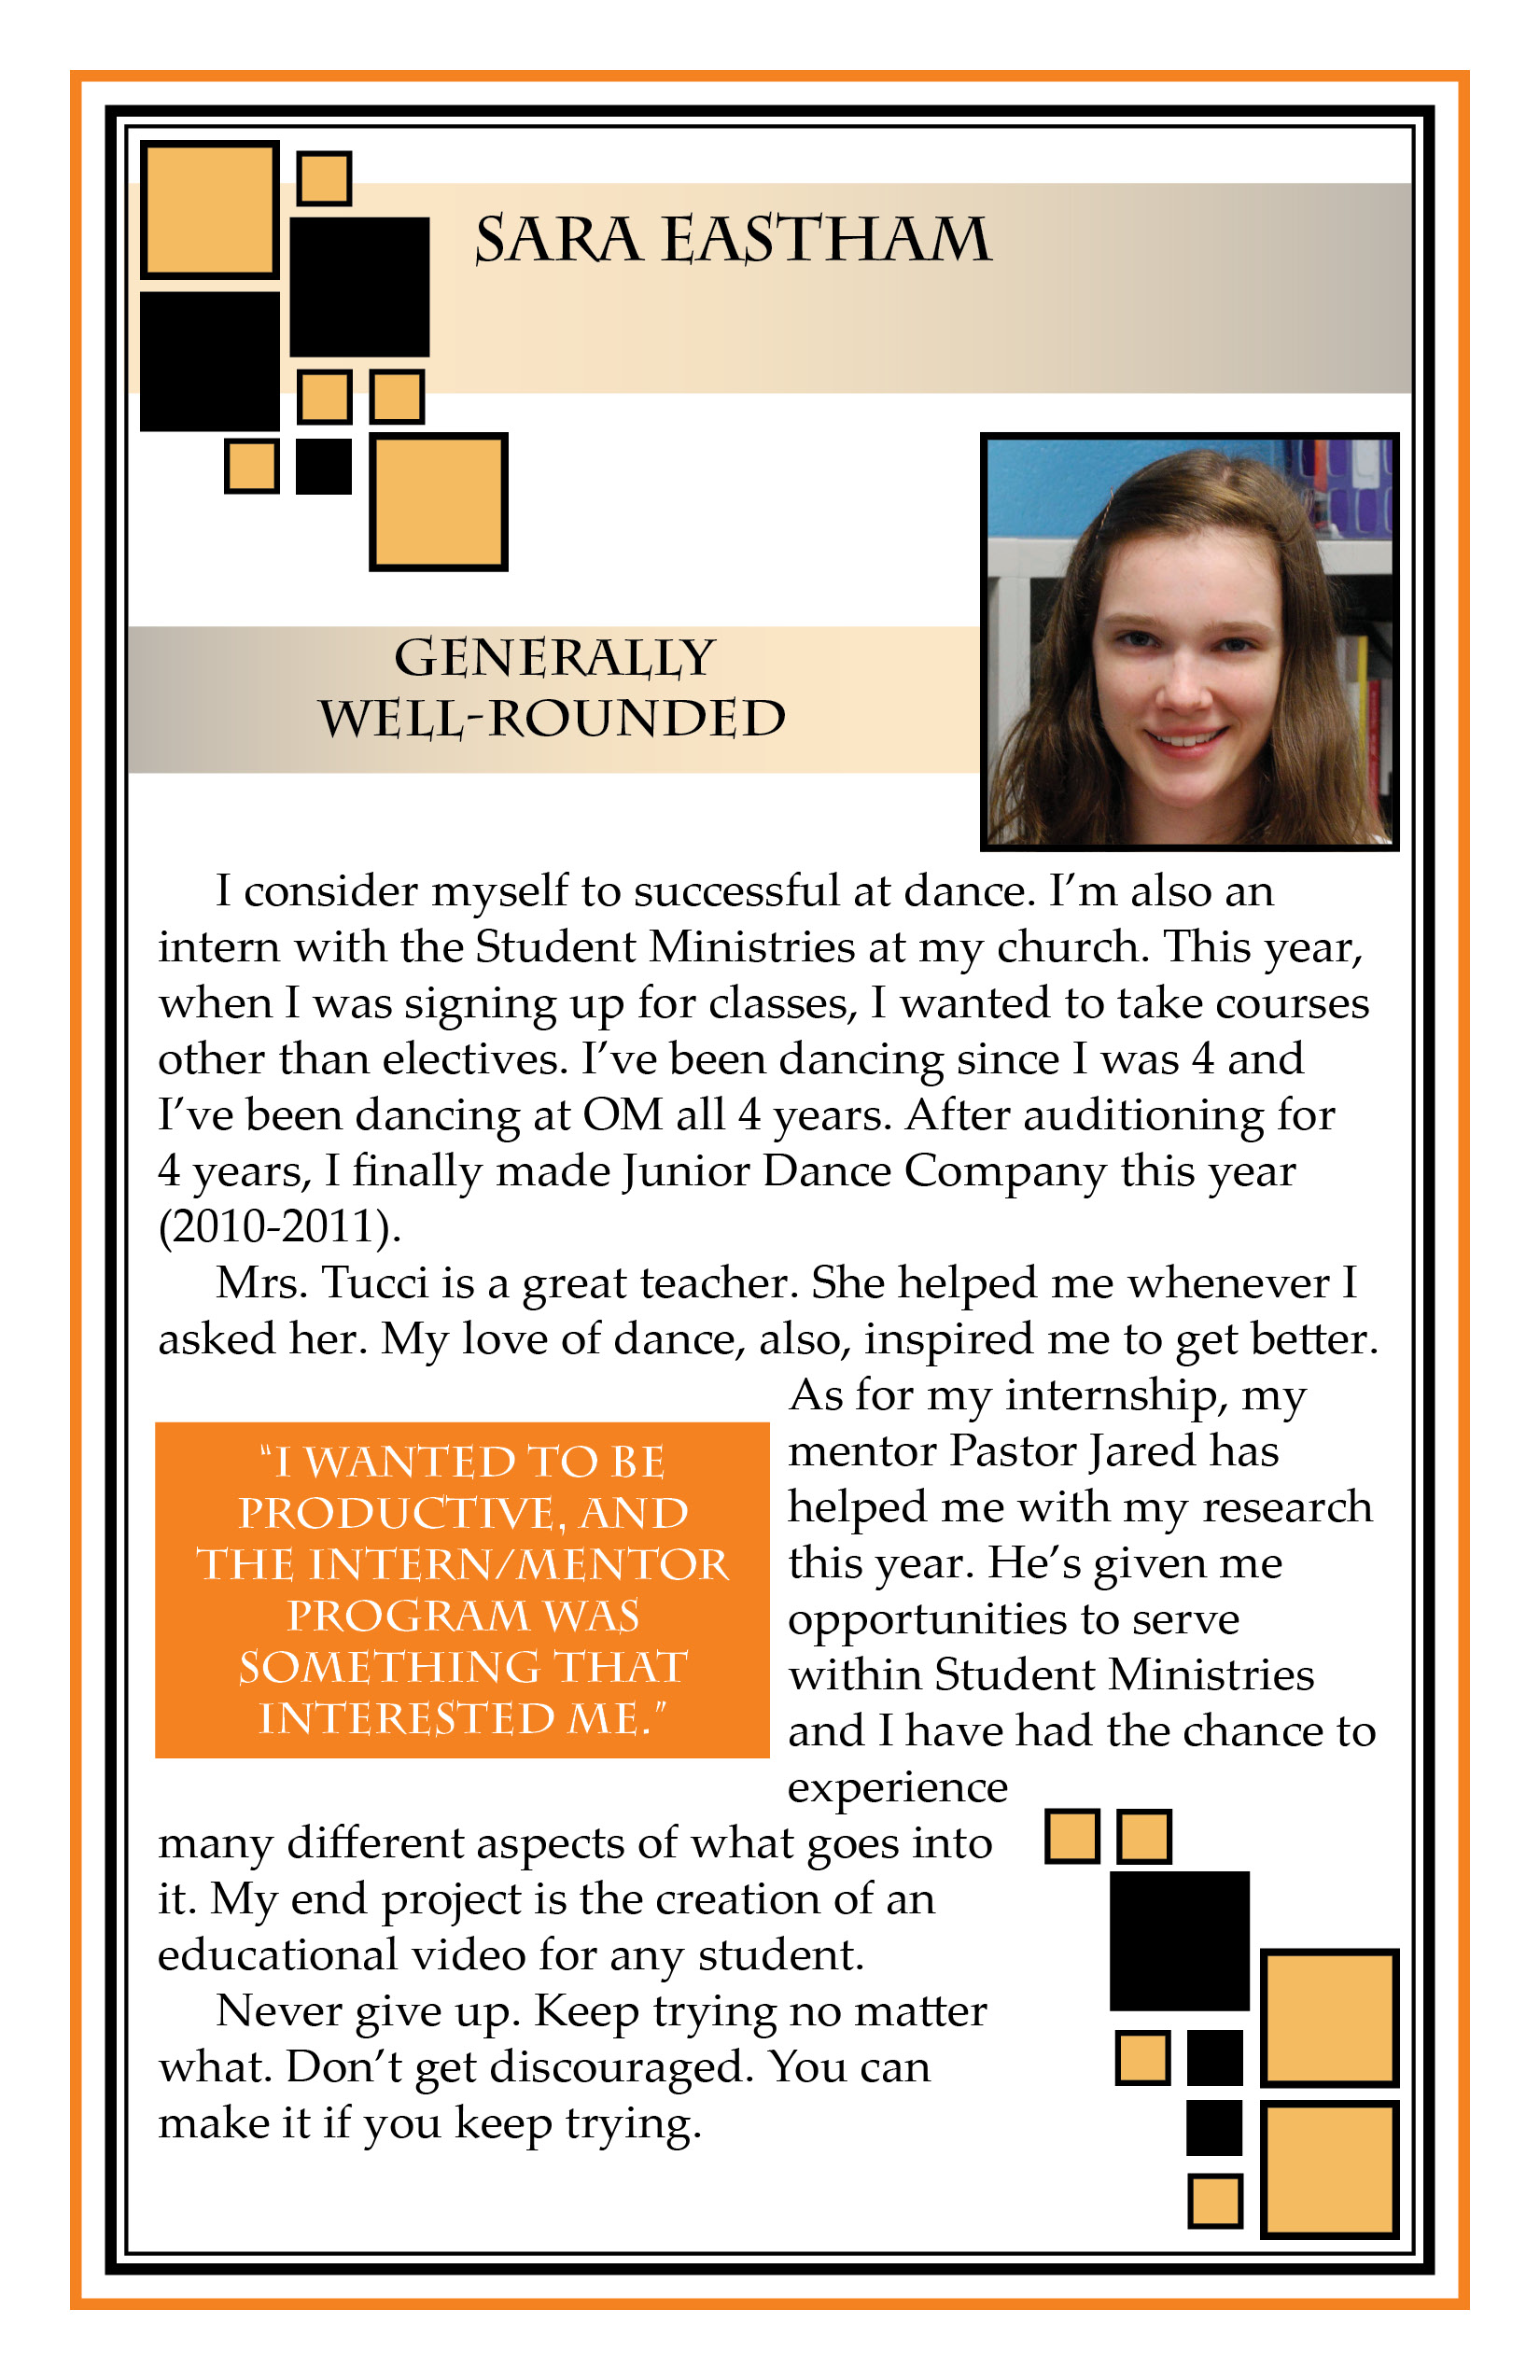 SARA EASTHAM
GENERALLY
WELL-ROUNDED
I consider myself to successful at dance. I’m also an
intern with the Student Ministries at my church. This year,
when I was signing up for classes, I wanted to take courses
other than electives. I’ve been dancing since I was 4 and
I’ve been dancing at OM all 4 years. After auditioning for
4 years, I finally made Junior Dance Company this year
(2010-2011).
Mrs. Tucci is a great teacher. She helped me whenever I
asked her. My love of dance, also, inspired me to get better.
As for my internship, my
mentor Pastor Jared has
helped me with my research
this year. He’s given me
opportunities to serve
within Student Ministries
and I have had the chance to
experience
many different aspects of what goes into
it. My end project is the creation of an
educational video for any student.
Never give up. Keep trying no matter
what. Don’t get discouraged. You can
make it if you keep trying.
“I WANTED TO BE
PRODUCTIVE, AND
THE INTERN/MENTOR
PROGRAM WAS
SOMETHING THAT
INTERESTED ME.”